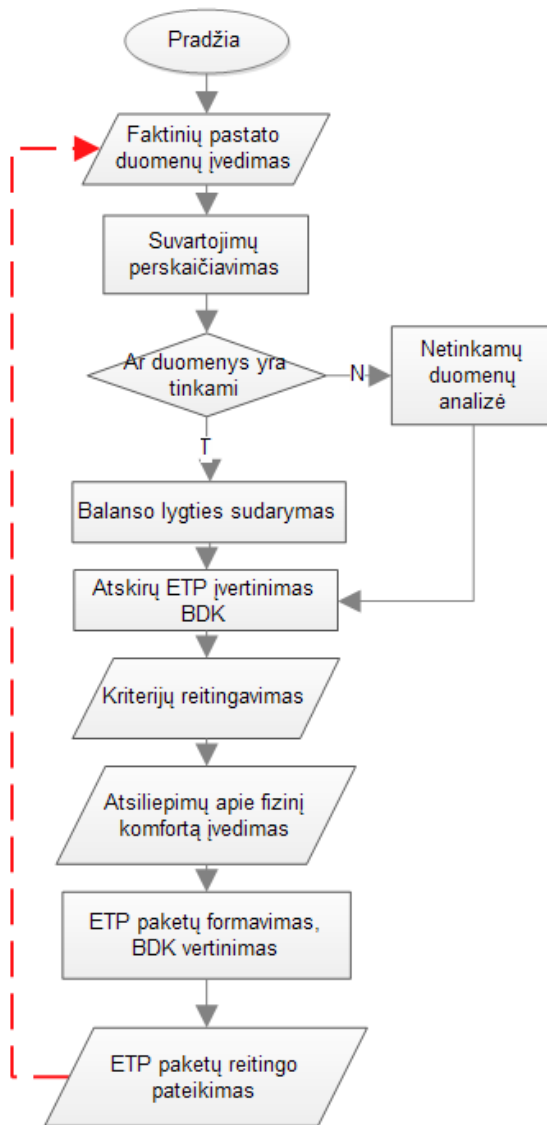 Pradžia
Faktinių pastato
duomenų įvedimas
Suvartojimų
perskaičiavimas
Ar duomenys yra
tinkami
N
Netinkamų
duomenų
analizė
T
Balanso lygties sudarymas
Atskirų ETP įvertinimas
BDK
Kriterijų reitingavimas
Atsiliepimų apie fizinį
komfortą įvedimas
ETP paketų formavimas,
BDK vertinimas
ETP paketų reitingo
pateikimas